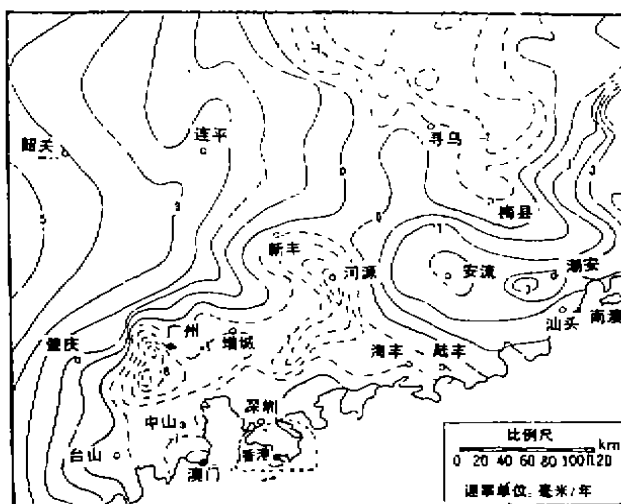 寻乌
连平
韶关
梅县
新丰
河源
安流
潮安
汕头
南澳
广州
增城
肇庆
海丰
陆丰
深圳
中山
香港
台山
澳门
比例尺
0 20 40 60 80 100 120 km
速率单位: 毫米/年